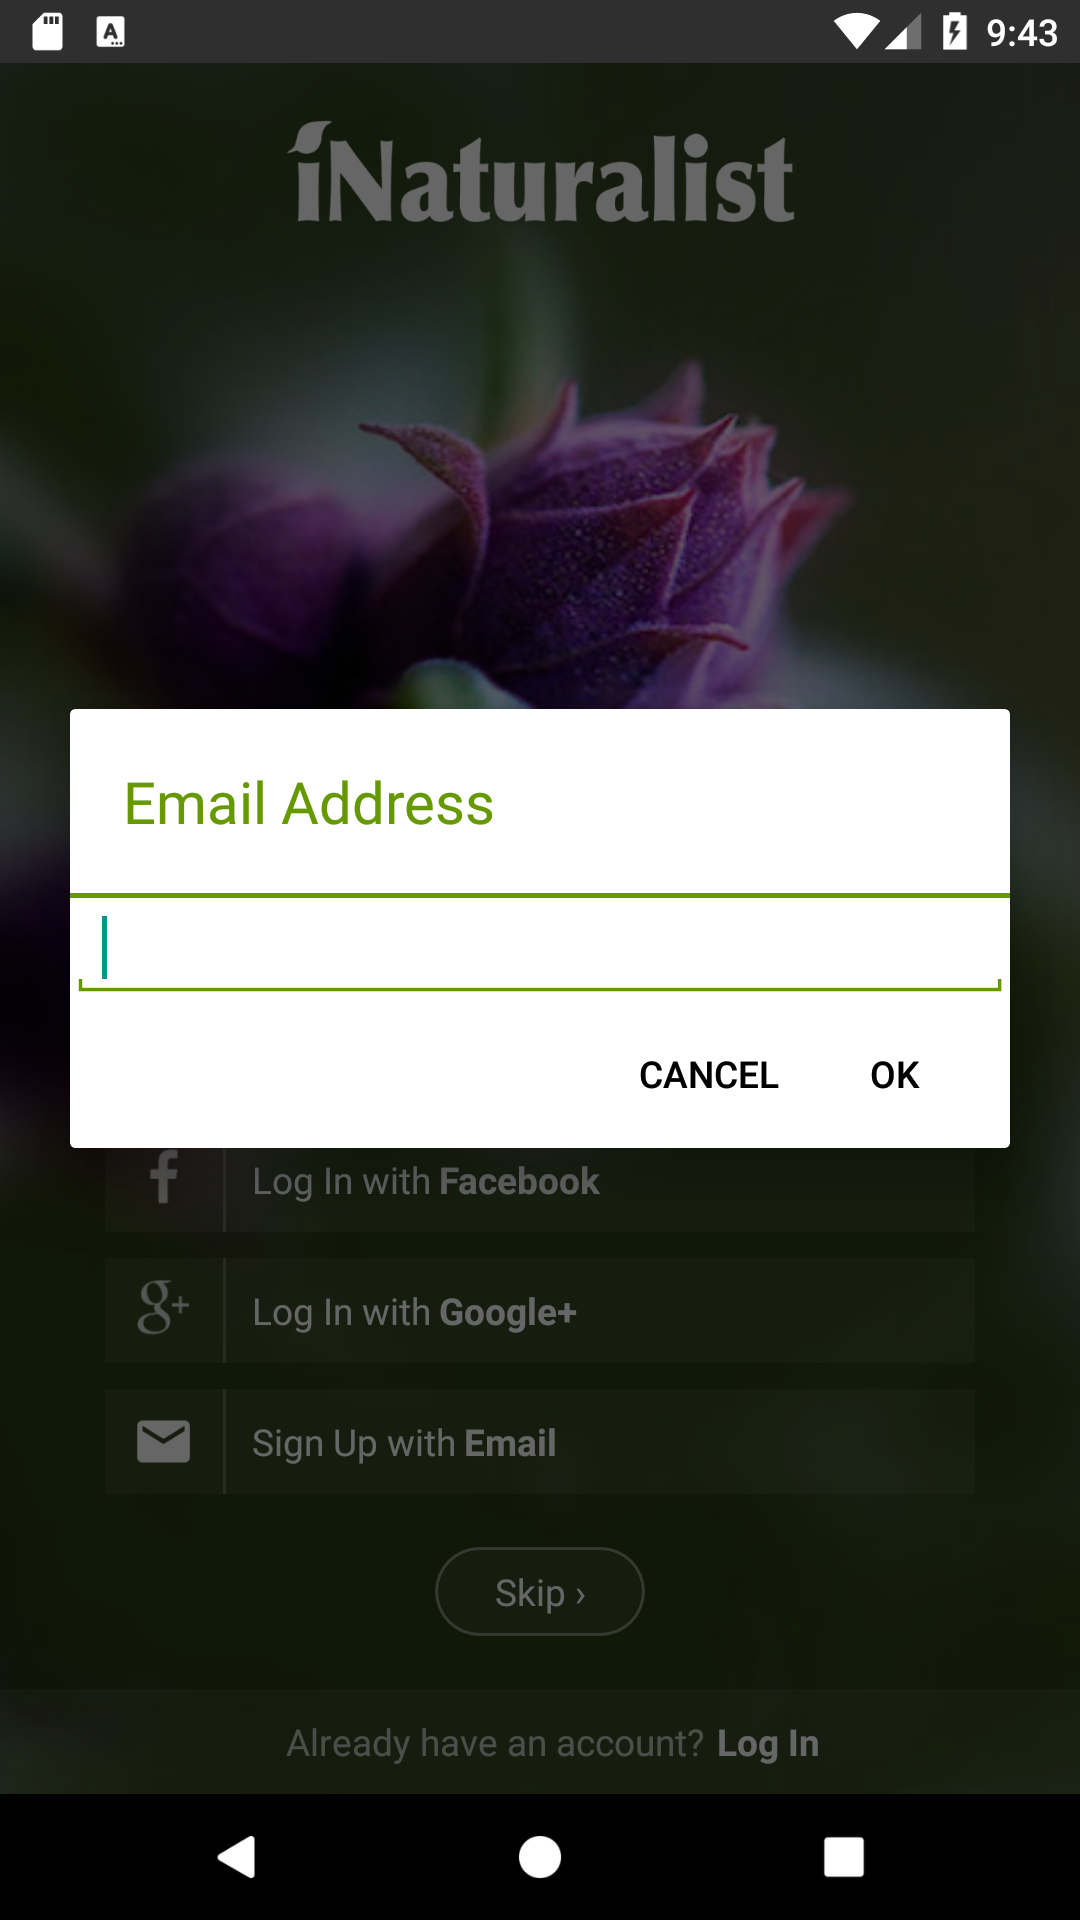 9:43
iNaturalist
Email Address
CANCEL OK
Log In with Facebook
Log In with Google+
Sign Up with Email
Skip ›
Already have an account? Log In